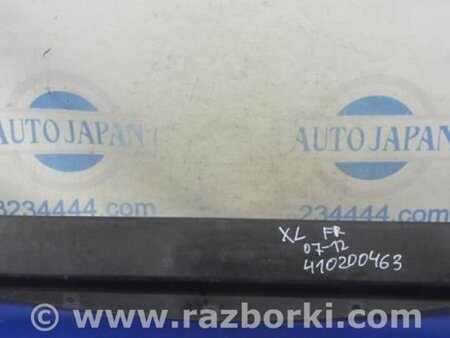 AUTO JAPAN
AUTO JAPAN
3234444.com
234444.com
XL FR
07-12
410200463
© www.razborki.com